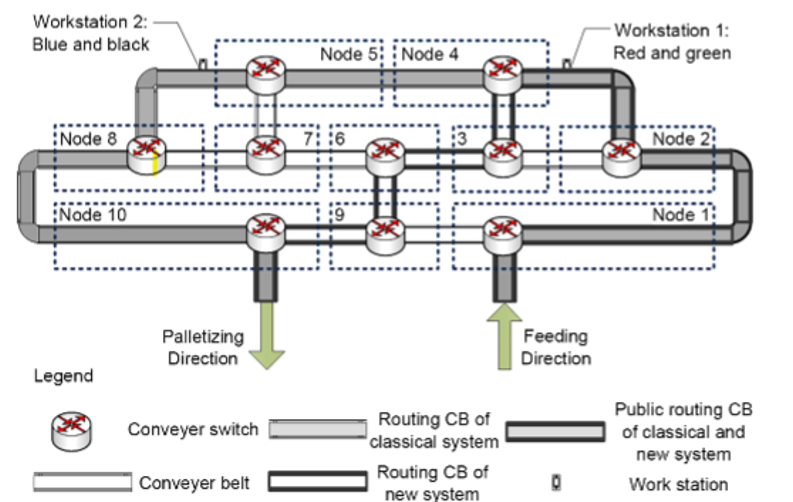 Workstation 2:
Blue and black
Workstation 1:
Red and green
Node 5
Node 4
Node 8
7
6
3
Node 2
Node 10
9
Node 1
Palletizing
Direction
Feeding
Direction
Legend
Conveyer switch
Routing CB of
classical system
Public routing CB
of classical and
new system
Conveyer belt
Routing CB of
new system
Work station